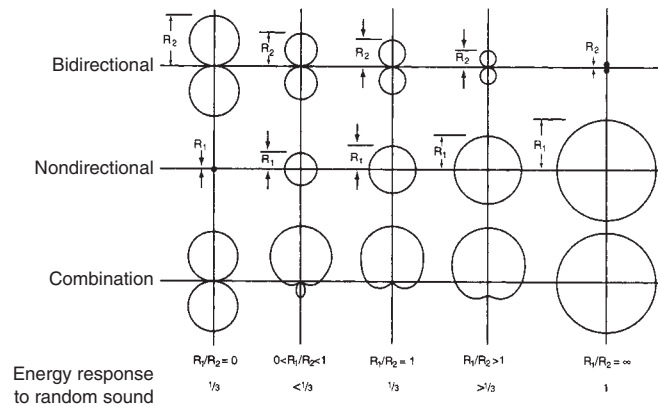 Bidirectional
R₂
R₂
R₂
R₂
R₂
Nondirectional
R₁
R₁
R₁
R₁
R₁
Combination
R₁/R₂ = 0
0<R₁/R₂<1
R₁/R₂ = 1
R₁/R₂ >1
R₁/R₂ = ∞
Energy response
to random sound
1/3
<1/3
1/3
>1/3
1